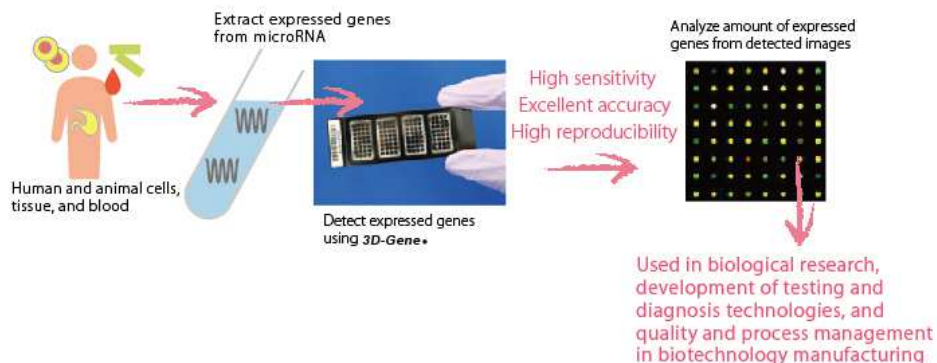 Extract expressed genes
from microRNA
Human and animal cells,
tissue, and blood
Detect expressed genes
using 3D-Gene•
High sensitivity
Excellent accuracy
High reproducibility
Analyze amount of expressed
genes from detected images
Used in biological research,
development of testing and
diagnosis technologies, and
quality and process management
in biotechnology manufacturing